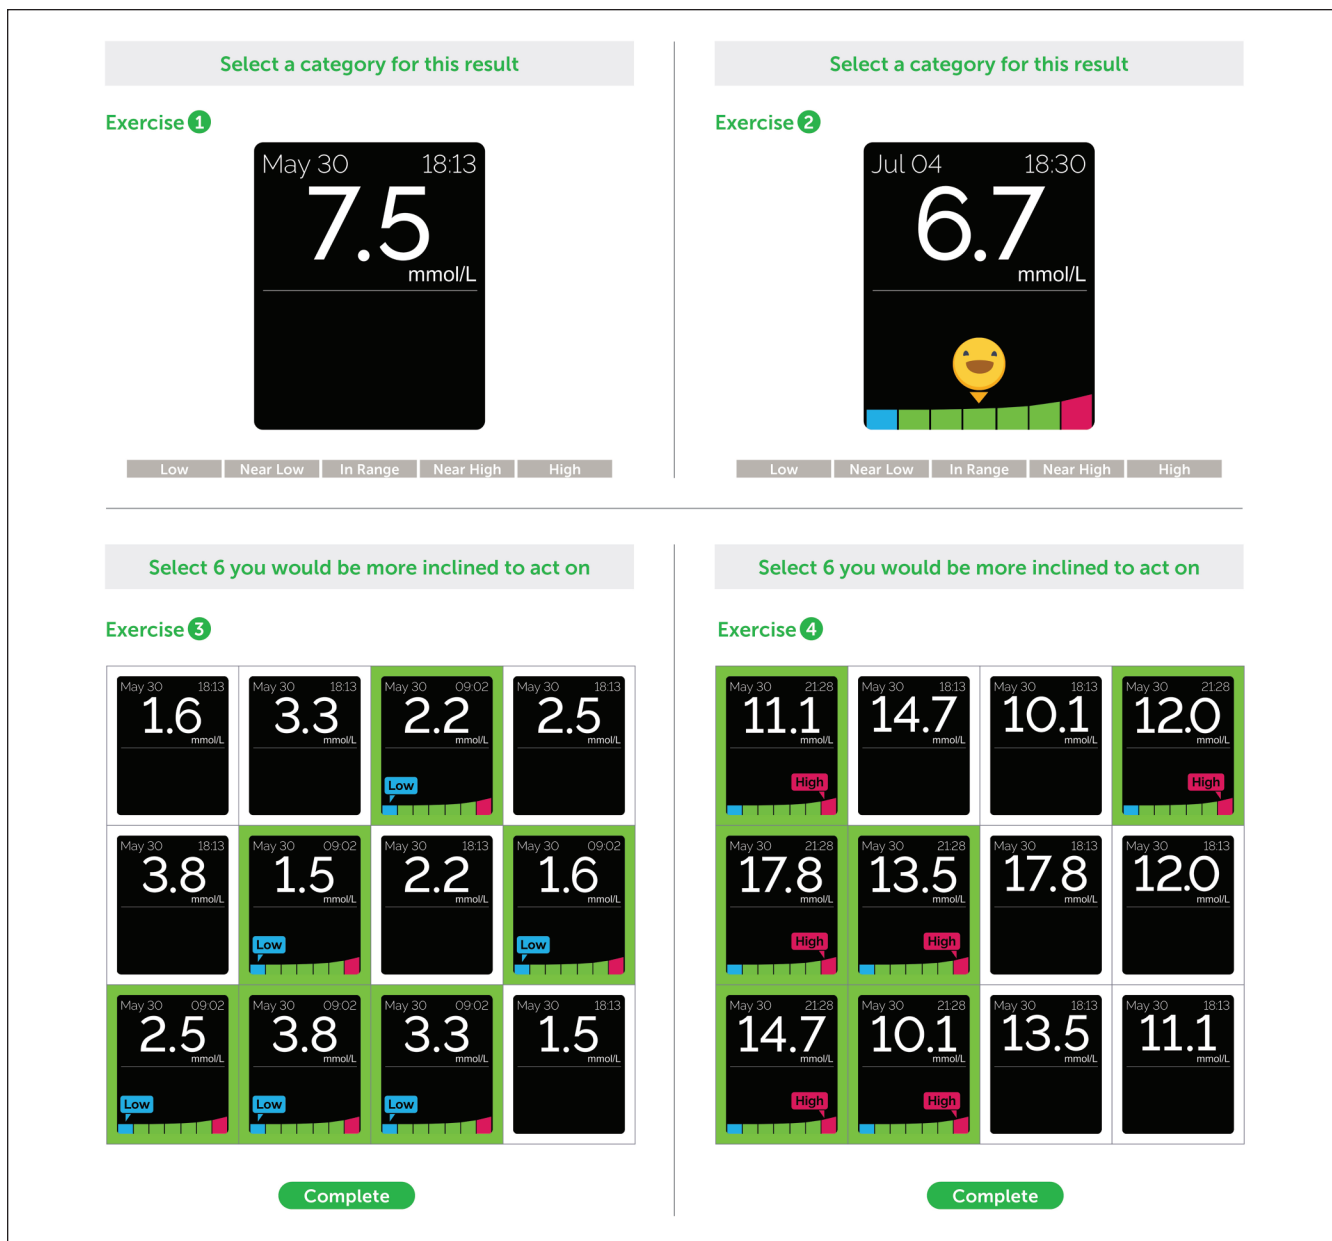 Select a category for this result
Exercise 1
May 30 18:13
7.5
mmol/L
Low Near Low In Range Near High High
Select a category for this result
Exercise 2
Jul 04 18:30
6.7
mmol/L
Low Near Low In Range Near High High
Select 6 you would be more inclined to act on
Exercise 3
May 30 18:13
1.6
mmol/L
May 30 18:13
3.3
mmol/L
May 30 09:02
2.2
mmol/L
Low
May 30 18:13
2.5
mmol/L
May 30 18:13
3.8
mmol/L
May 30 09:02
1.5
mmol/L
Low
May 30 18:13
2.2
mmol/L
May 30 09:02
1.6
mmol/L
Low
May 30 09:02
2.5
mmol/L
Low
May 30 09:02
3.8
mmol/L
Low
May 30 09:02
3.3
mmol/L
Low
May 30 18:13
1.5
mmol/L
Complete
Select 6 you would be more inclined to act on
Exercise 4
May 30 21:28
11.1
mmol/L
High
May 30 18:13
14.7
mmol/L
May 30 18:13
10.1
mmol/L
May 30 21:28
12.0
mmol/L
High
May 30 21:28
17.8
mmol/L
High
May 30 21:28
13.5
mmol/L
High
May 30 18:13
17.8
mmol/L
May 30 18:13
12.0
mmol/L
May 30 21:28
14.7
mmol/L
High
May 30 21:28
10.1
mmol/L
High
May 30 18:13
13.5
mmol/L
May 30 18:13
11.1
mmol/L
Complete